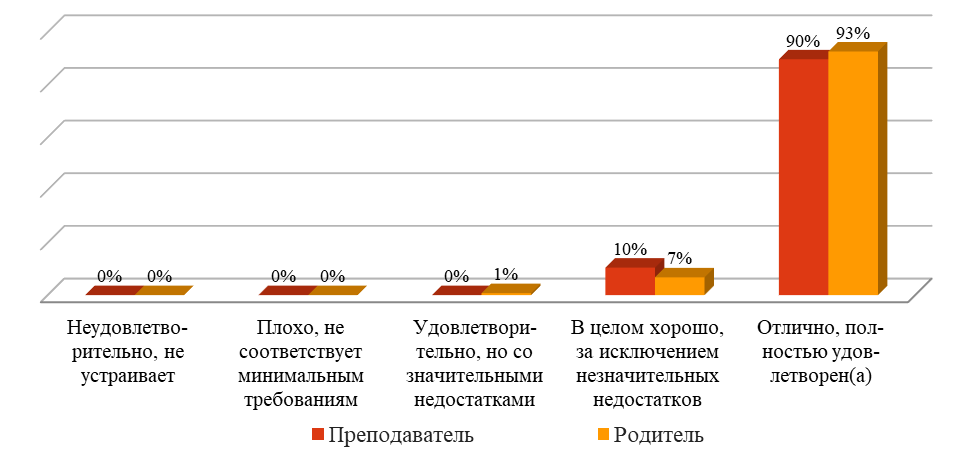 90%
93%
10%
7%
0%
0%
0%
0%
0%
1%
Неудовлетво-
рительно, не
устраивает
Плохо, не
соответствует
минимальным
требованиям
Удовлетвори-
тельно, но со
значительными
недостатками
В целом хорошо,
за исключением
незначительных
недостатков
Отлично, пол-
ностью удов-
летворен(а)
Преподаватель
Родитель